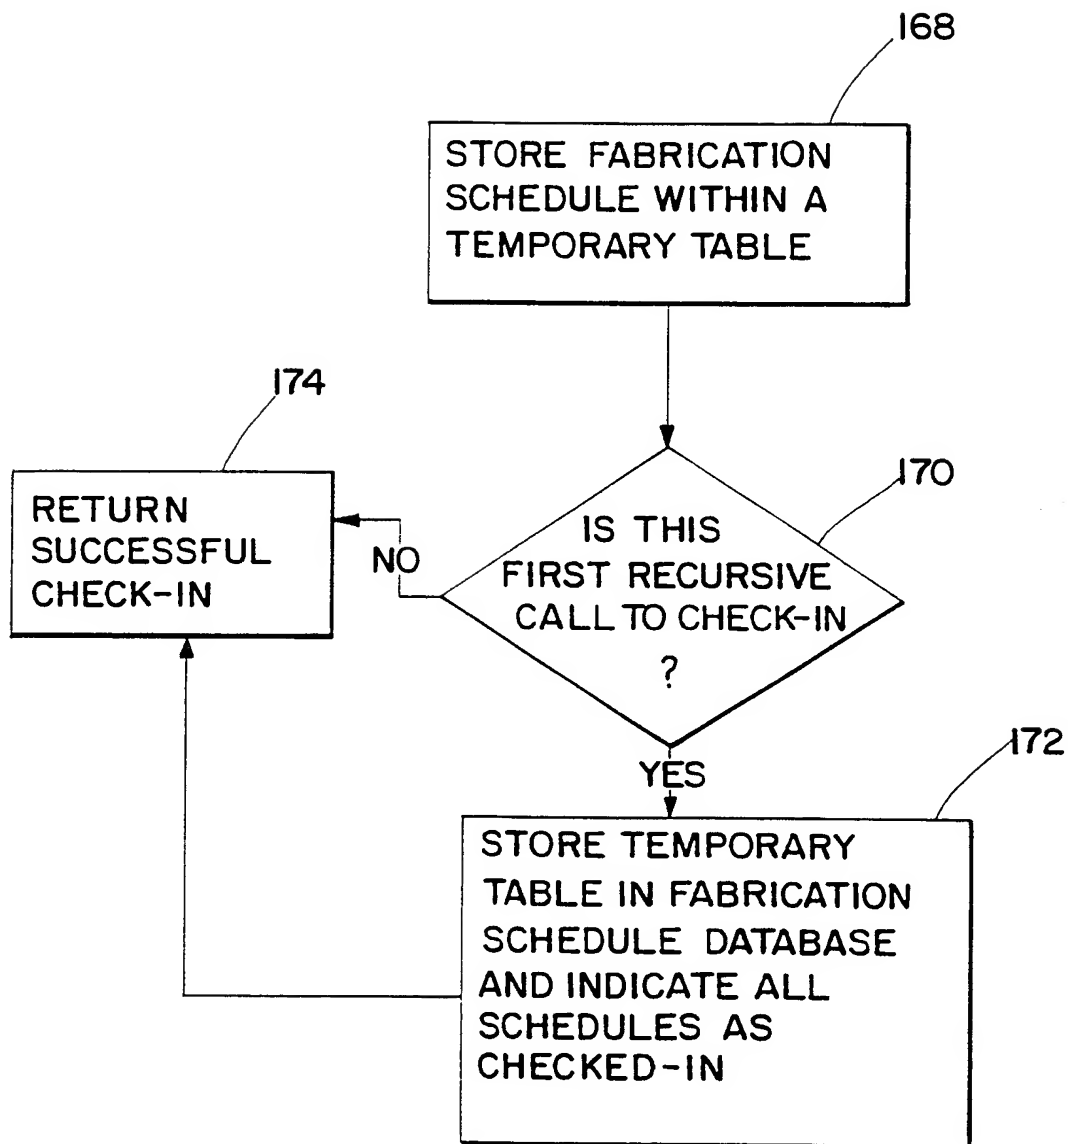 168
STORE FABRICATION
SCHEDULE WITHIN A
TEMPORARY TABLE
174
RETURN
SUCCESSFUL
CHECK-IN
NO
170
IS THIS
FIRST RECURSIVE
CALL TO CHECK-IN
?
YES
172
STORE TEMPORARY
TABLE IN FABRICATION
SCHEDULE DATABASE
AND INDICATE ALL
SCHEDULES AS
CHECKED-IN